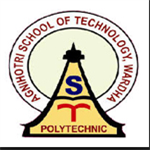 AGNIHOTRI SCHOOL OF TECHNOLOGY, WARDHA
S
T
POLYTECHNIC